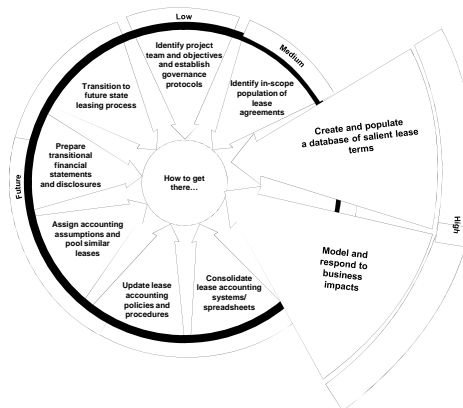 Low
Medium
High
Future
Identify project
team and objectives
and establish
governance
protocols
Identify in-scope
population of
lease
agreements
Create and populate
a database of salient lease
terms
Model and
respond to
business
impacts
Consolidate
lease accounting
systems/
spreadsheets
Update lease
accounting
policies and
procedures
Assign accounting
assumptions and
pool similar
leases
Prepare
transitional
financial
statements
and disclosures
Transition to
future state
leasing process
How to get
there…